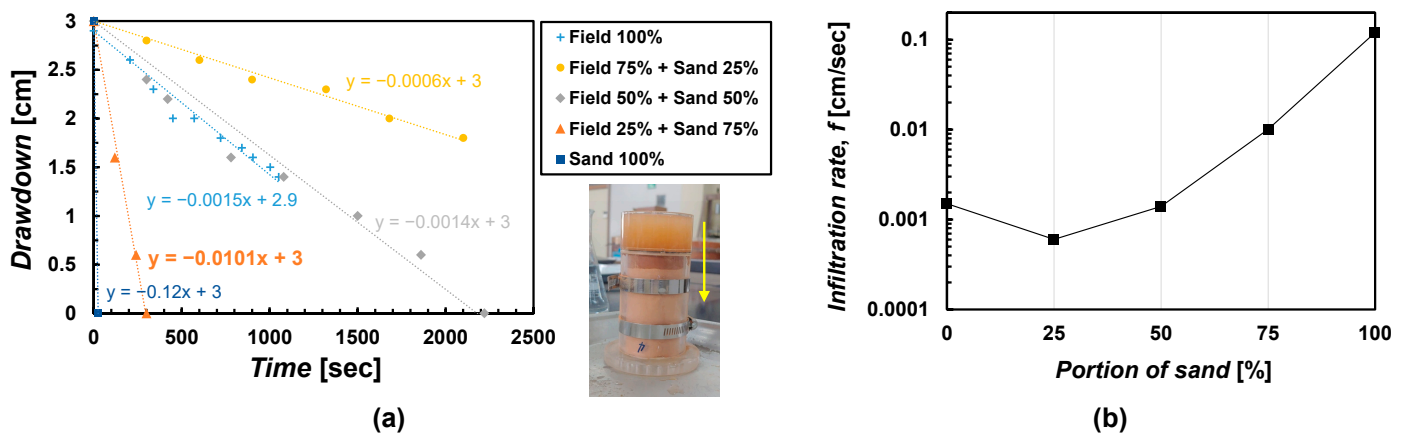 3
2.5
2
1.5
1
0.5
0
Drawdown [cm]
0
500
1000
1500
2000
2500
Time [sec]
y = −0.0006x + 3
y = −0.0015x + 2.9
y = −0.0014x + 3
y = −0.0101x + 3
y = −0.12x + 3
Field 100%
Field 75% + Sand 25%
Field 50% + Sand 50%
Field 25% + Sand 75%
Sand 100%
(a)
0.1
0.01
0.001
0.0001
Infiltration rate, f [cm/sec]
0
25
50
75
100
Portion of sand [%]
(b)